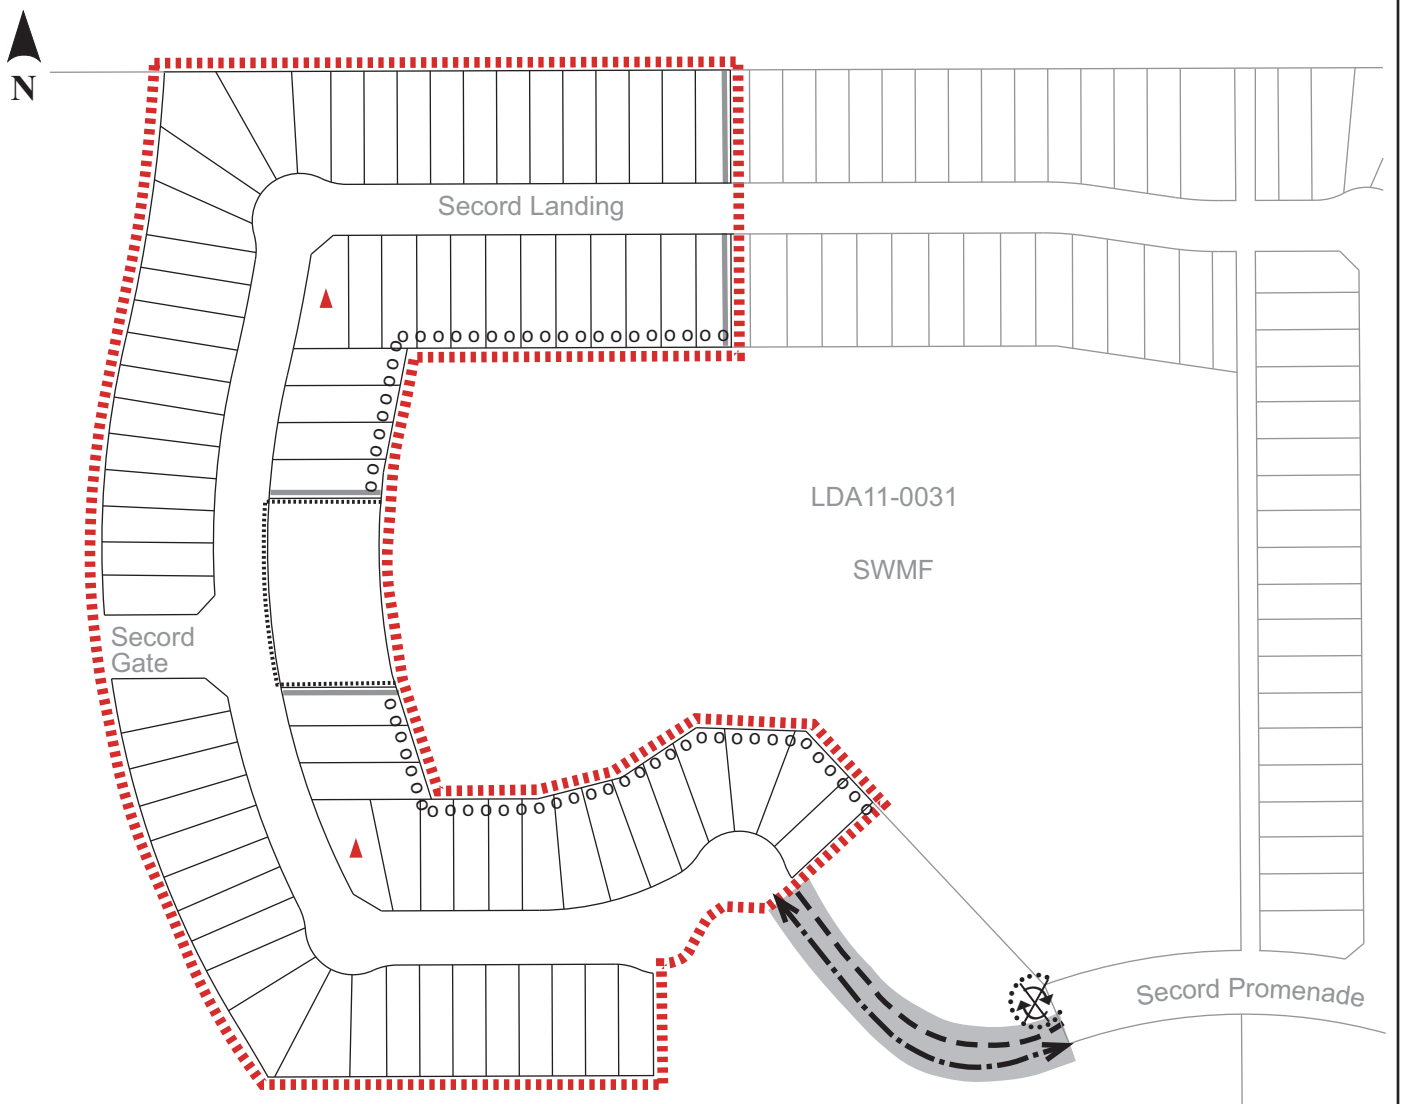 N
Secord Landing
LDA11-0031
SWMF
Secord
Gate
Secord Promenade